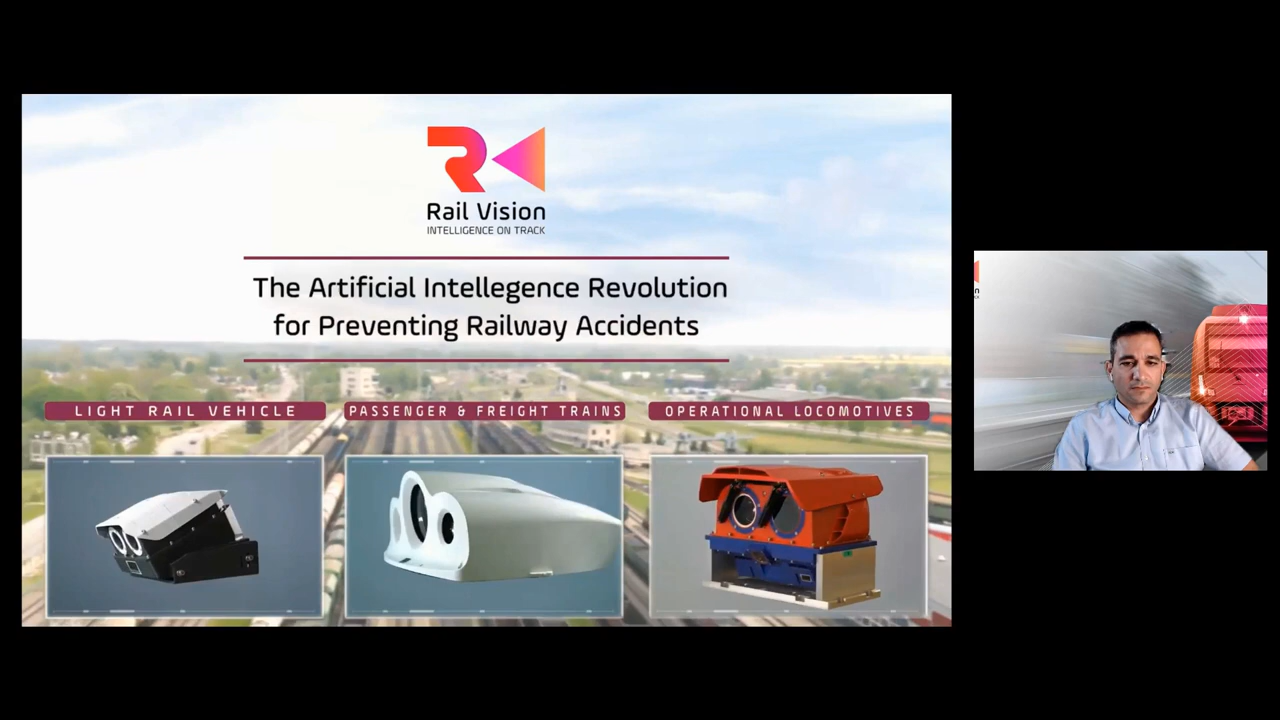 Rail Vision
INTELLIGENCE ON TRACK
The Artificial Intellegence Revolution
for Preventing Railway Accidents
LIGHT RAIL VEHICLE
PASSENGER & FREIGHT TRAINS
OPERATIONAL LOCOMOTIVES